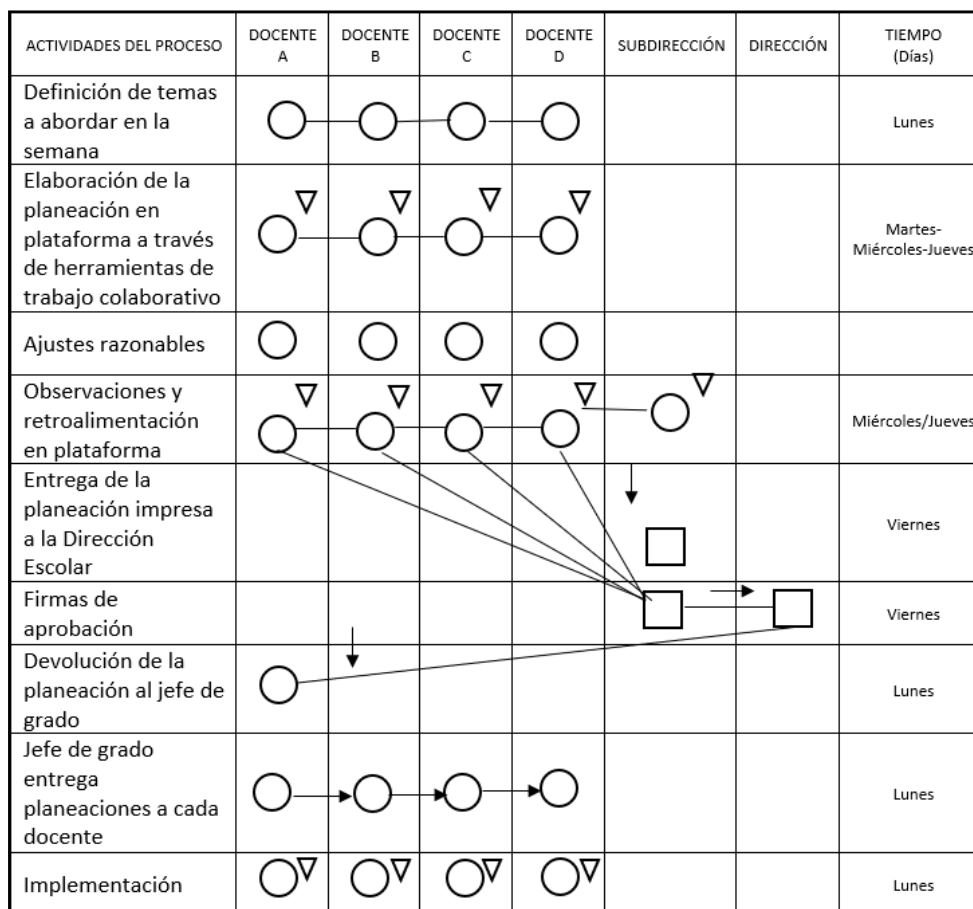 ACTIVIDADES DEL PROCESO
DOCENTE
A
DOCENTE
B
DOCENTE
C
DOCENTE
D
SUBDIRECCIÓN
DIRECCIÓN
TIEMPO
(Días)
Definición de temas
a abordar en la
semana
Lunes
Elaboración de la
planeación en
plataforma a través
de herramientas de
trabajo colaborativo
Martes-
Miércoles-Jueves
Ajustes razonables
Observaciones y
retroalimentación
en plataforma
Miércoles/Jueves
Entrega de la
planeación impresa
a la Dirección
Escolar
Viernes
Firmas de
aprobación
Viernes
Devolución de la
planeación al jefe de
grado
Lunes
Jefe de grado
entrega
planeaciones a cada
docente
Lunes
Implementación
Lunes